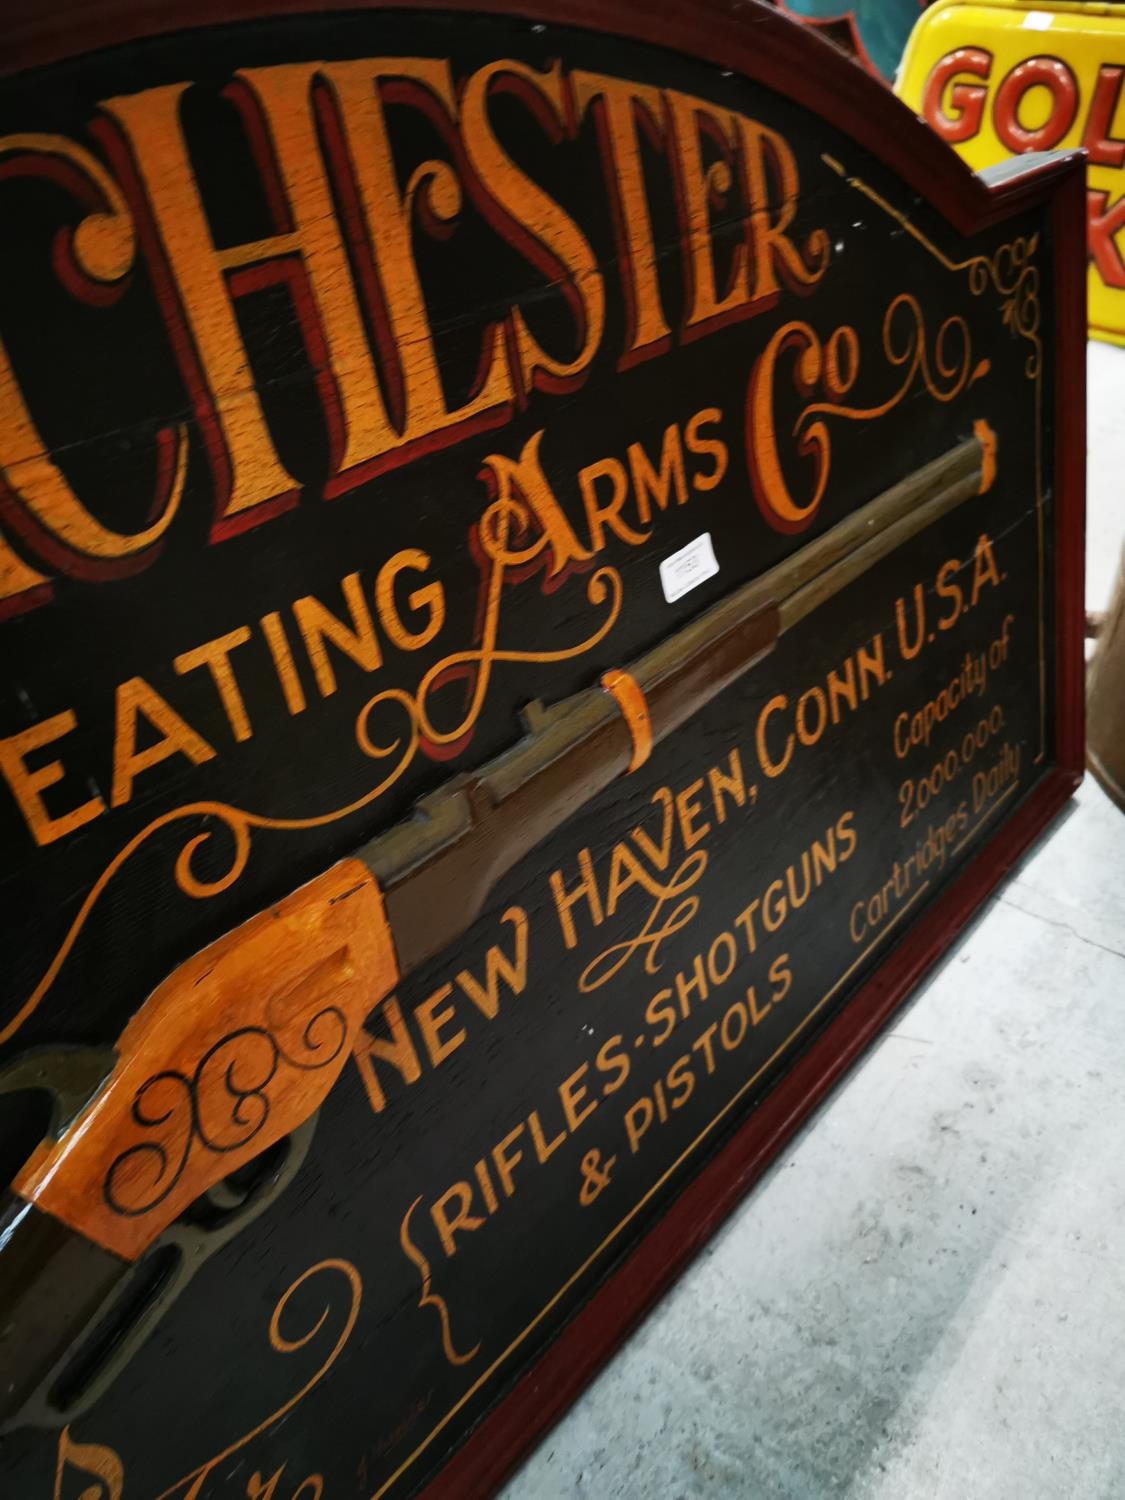 CHESTER
EATING ARMS Co
NEW HAVEN, CONN. U.S.A.
RIFLES·SHOTGUNS
& PISTOLS
Capacity of
2,000.000.
Cartridges Daily
GOL
K